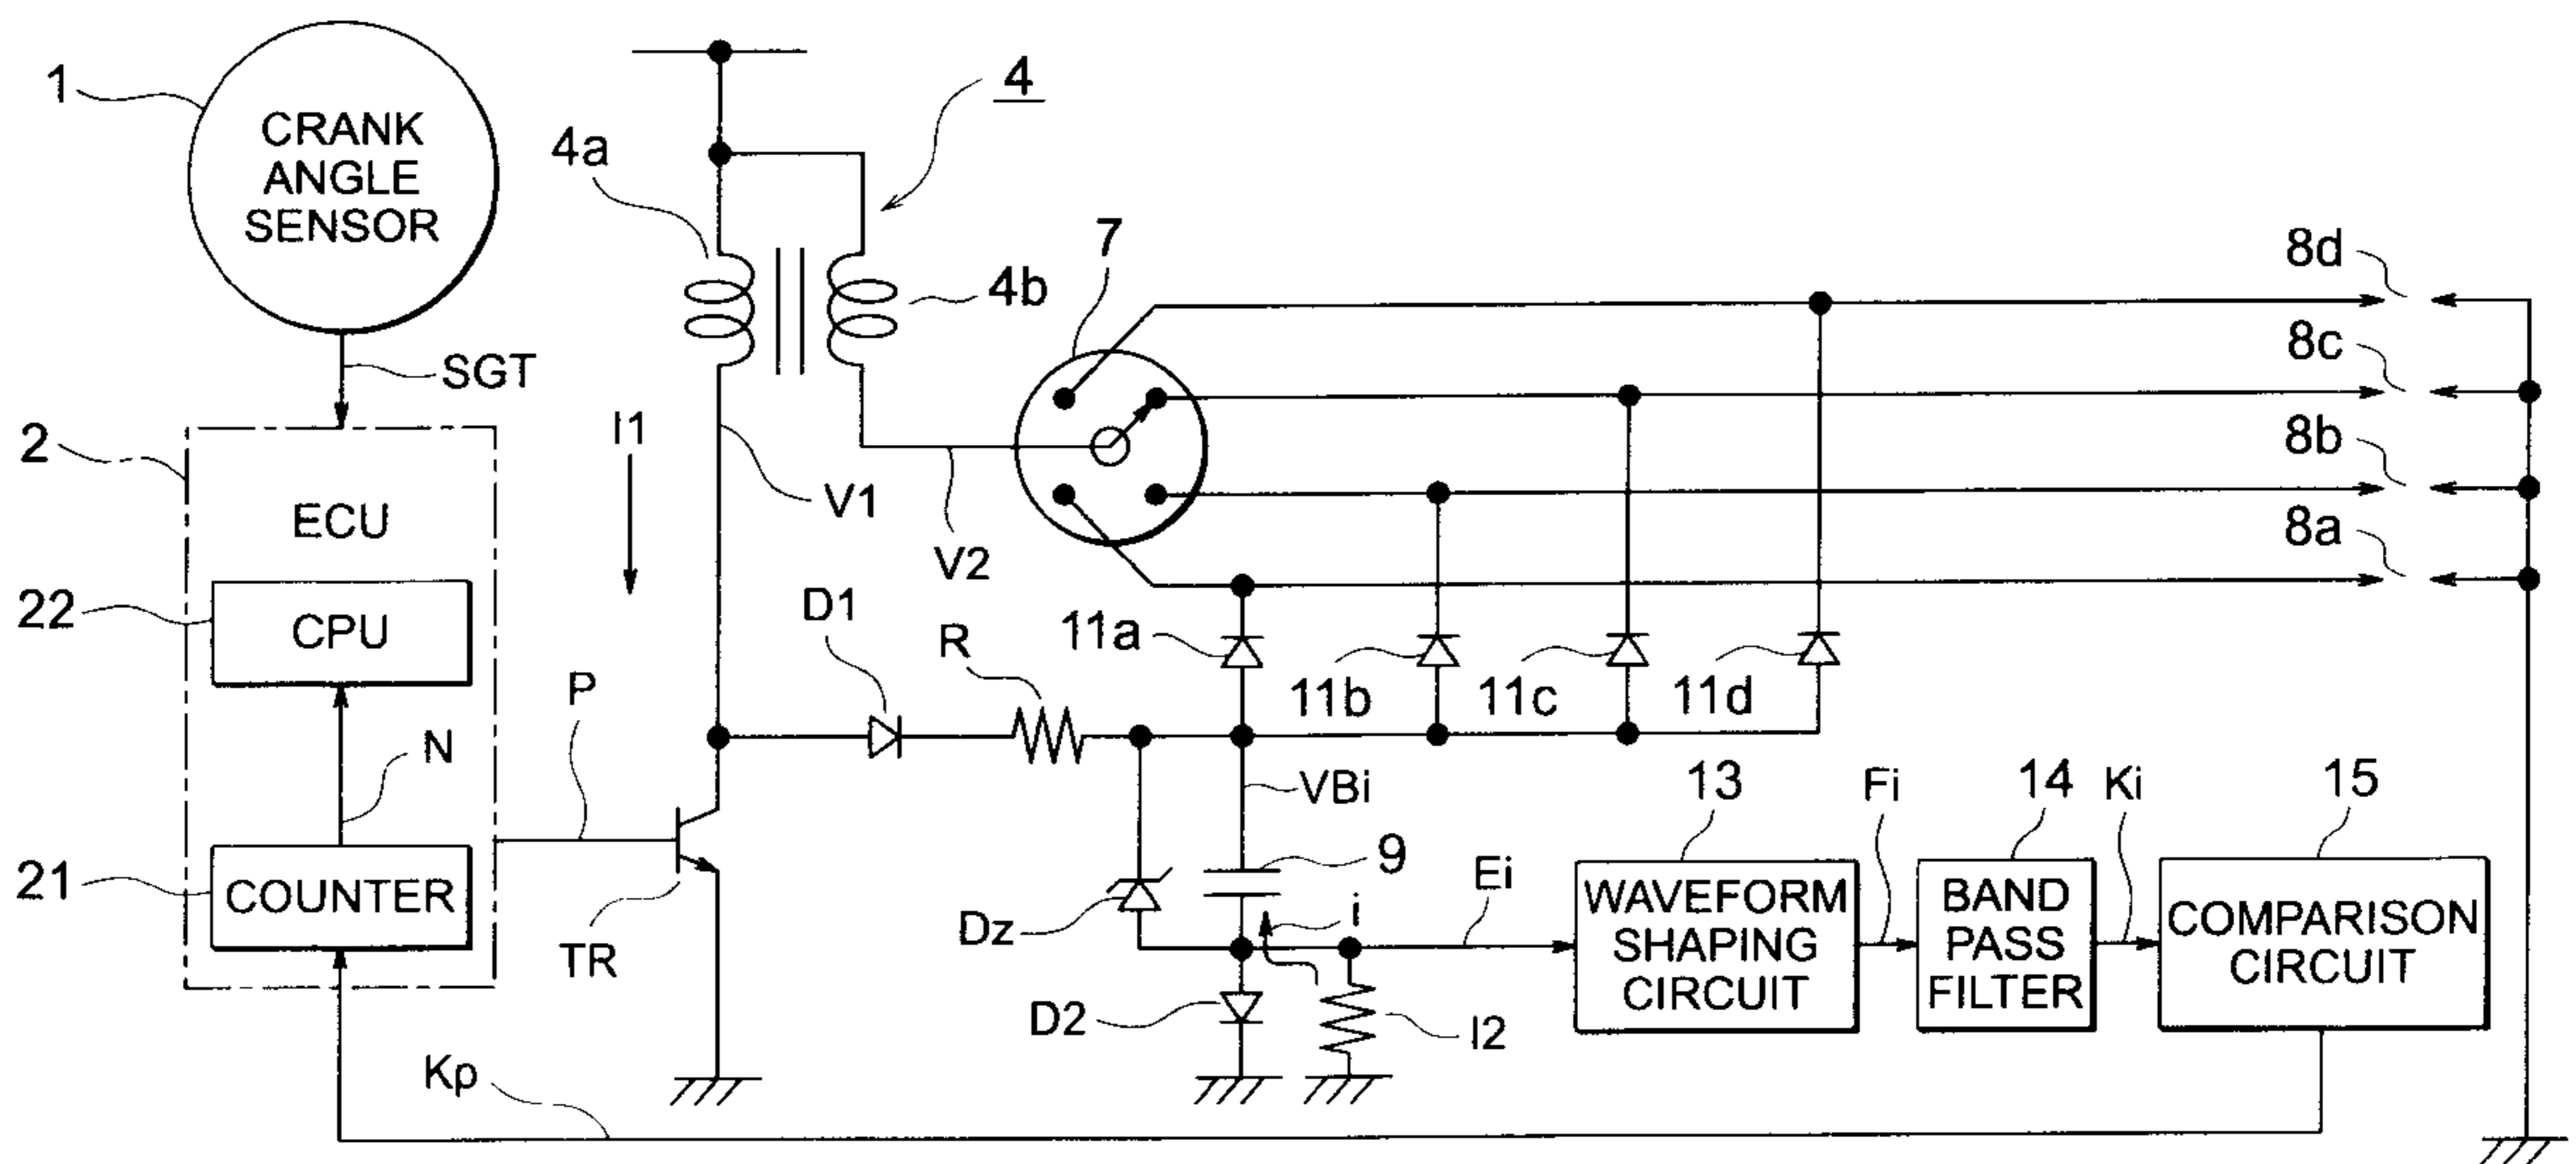 1
CRANK
ANGLE
SENSOR
SGT
2
ECU
22
CPU
N
21
COUNTER
Kp
P
TR
I1
4
4a
4b
V1
V2
7
8d
8c
8b
8a
D1
R
11a
11b
11c
11d
VBi
9
Dz
i
D2
I2
Ei
13
WAVEFORM
SHAPING
CIRCUIT
Fi
14
BAND
PASS
FILTER
Ki
15
COMPARISON
CIRCUIT